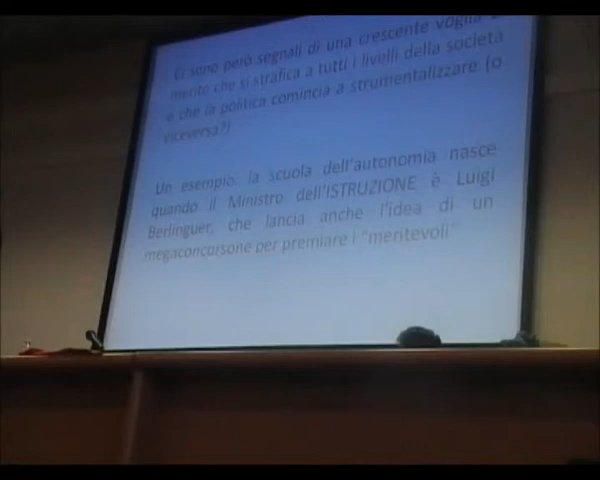 Ci sono però segnali di una crescente voglia
merito che si strafica a tutti i livelli della società
e che la politica comincia a strumentalizzare (o
viceversa?)
Un esempio: la scuola dell'autonomia nasce
quando il Ministro dell'ISTRUZIONE è Luigi
Berlinguer, che lancia anche l'idea di un
megaconcorsone per premiare i "meritevoli"